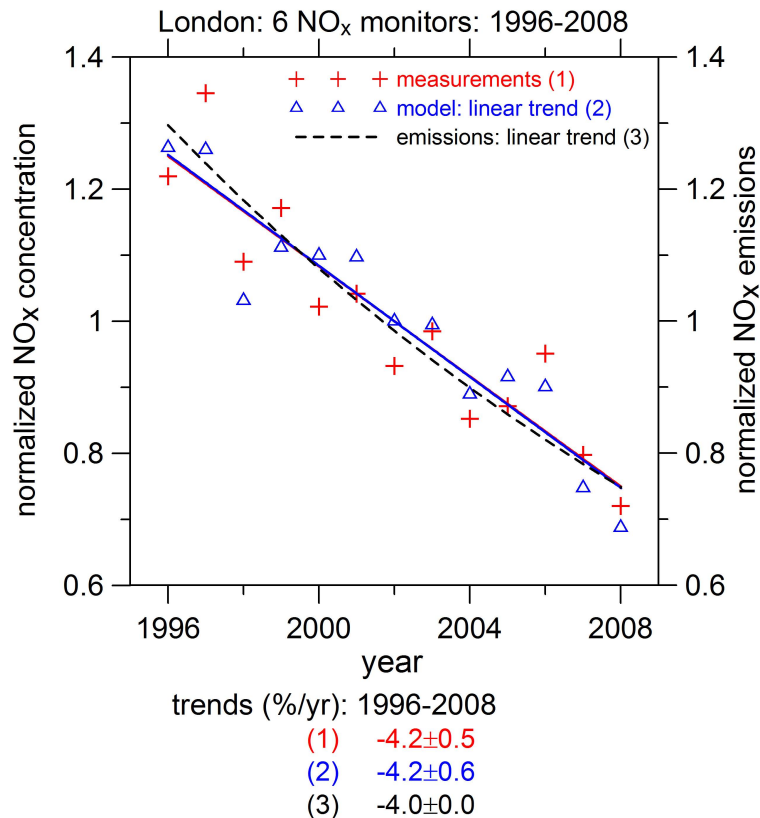 London: 6 NOx monitors: 1996-2008
1.4
1.2
1
0.8
0.6
normalized NOx concentration
measurements (1)
model: linear trend (2)
emissions: linear trend (3)
1.4
1.2
1.0
0.8
0.6
normalized NOx emissions
1996 2000 2004 2008
year
trends (%/yr): 1996-2008
(1) -4.2±0.5
(2) -4.2±0.6
(3) -4.0±0.0